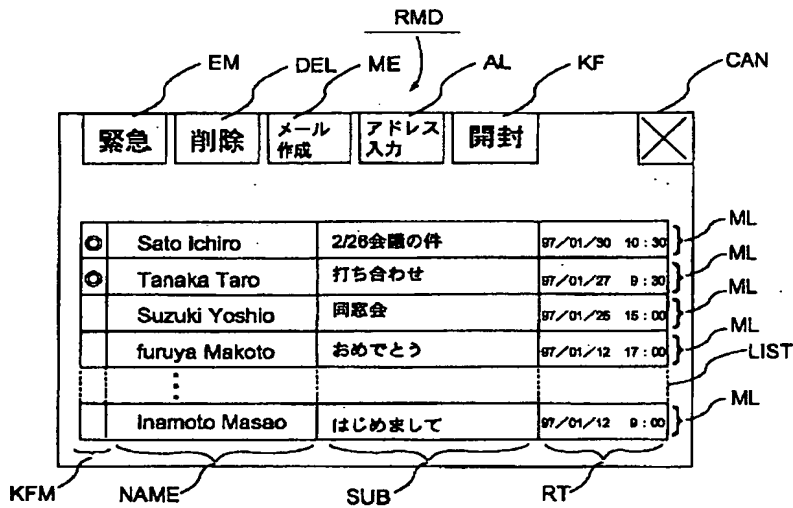 RMD
EM DEL ME AL KF CAN
緊急 削除 メール アドレス 開封
作成 入力
ML
◎ Sato Ichiro 2/26会議の件 97/01/30 10:30
ML
◎ Tanaka Taro 打ち合わせ 97/01/27 9:30
ML
Suzuki Yoshio 同窓会 97/01/25 15:00
ML
furuya Makoto おめでとう 97/01/12 17:00
LIST
ML
Inamoto Masao はじめまして 97/01/12 9:00
KFM NAME SUB RT